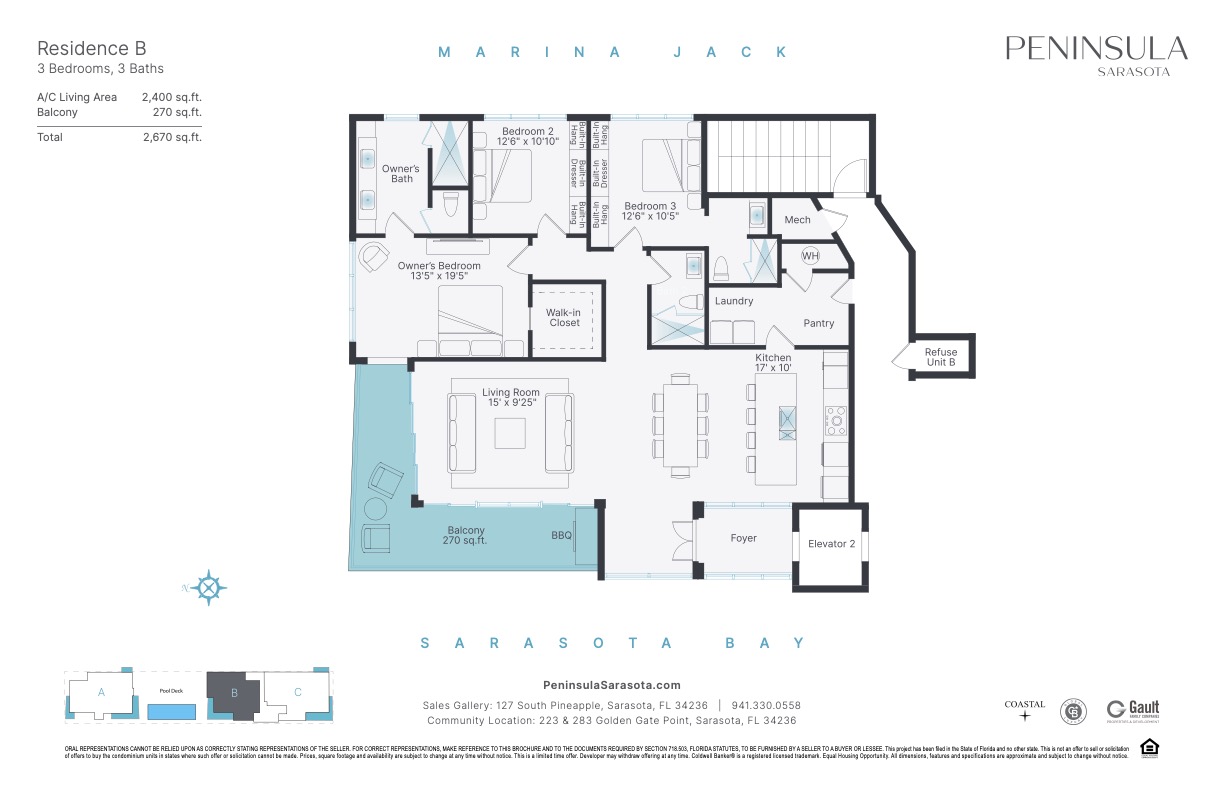 Residence B
3 Bedrooms, 3 Baths
A/C Living Area 2,400 sq.ft.
Balcony 270 sq.ft.
Total 2,670 sq.ft.
MARINA JACK
PENINSULA
SARASOTA
Owner's
Bath
Bedroom 2
12'6" x 10'10"
Built-In
Hang
Built-In
Dresser
Built-In
Hang
Built-In
Hang
Built-In
Dresser
Built-In
Hang
Bedroom 3
12'6" x 10'5"
Mech
WH
Owner's Bedroom
13'5" x 19'5"
Walk-in
Closet
Laundry
Pantry
Refuse
Unit B
Kitchen
17' x 10'
Living Room
15' x 9'25"
Balcony
270 sq.ft.
BBQ
Foyer
Elevator 2
N
SARASOTA BAY
A
Pool Deck
B
C
PeninsulaSarasota.com
Sales Gallery: 127 South Pineapple, Sarasota, FL 34236 | 941.330.0558
Community Location: 223 & 283 Golden Gate Point, Sarasota, FL 34236
COASTAL
CB
G Gault
FAMILY COMPANIES
PROPERTIES & DEVELOPMENT
ORAL REPRESENTATIONS CANNOT BE RELIED UPON AS CORRECTLY STATING REPRESENTATIONS OF THE SELLER. FOR CORRECT REPRESENTATIONS, MAKE REFERENCE TO THIS BROCHURE AND TO THE DOCUMENTS REQUIRED BY SECTION 718.503, FLORIDA STATUTES, TO BE FURNISHED BY A SELLER TO A BUYER OR LESSEE. This project has been filed in the State of Florida and no other state. This is not an offer to sell or solicitation
of offers to buy the condominium units in states where such offer or solicitation cannot be made. Prices, square footage and availability are subject to change at any time without notice. This is a limited time offer. Developer may withdraw offering at any time. Coldwell Banker® is a registered licensed trademark. Equal Housing Opportunity. All dimensions, features and specifications are approximate and subject to change without notice.